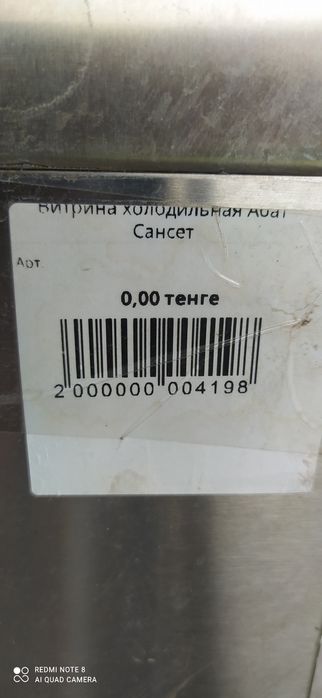 Витрина холодильная Абат
Сансет
Арт.
0,00 тенге
2 000000 004198
REDMI NOTE 8
AI QUAD CAMERA